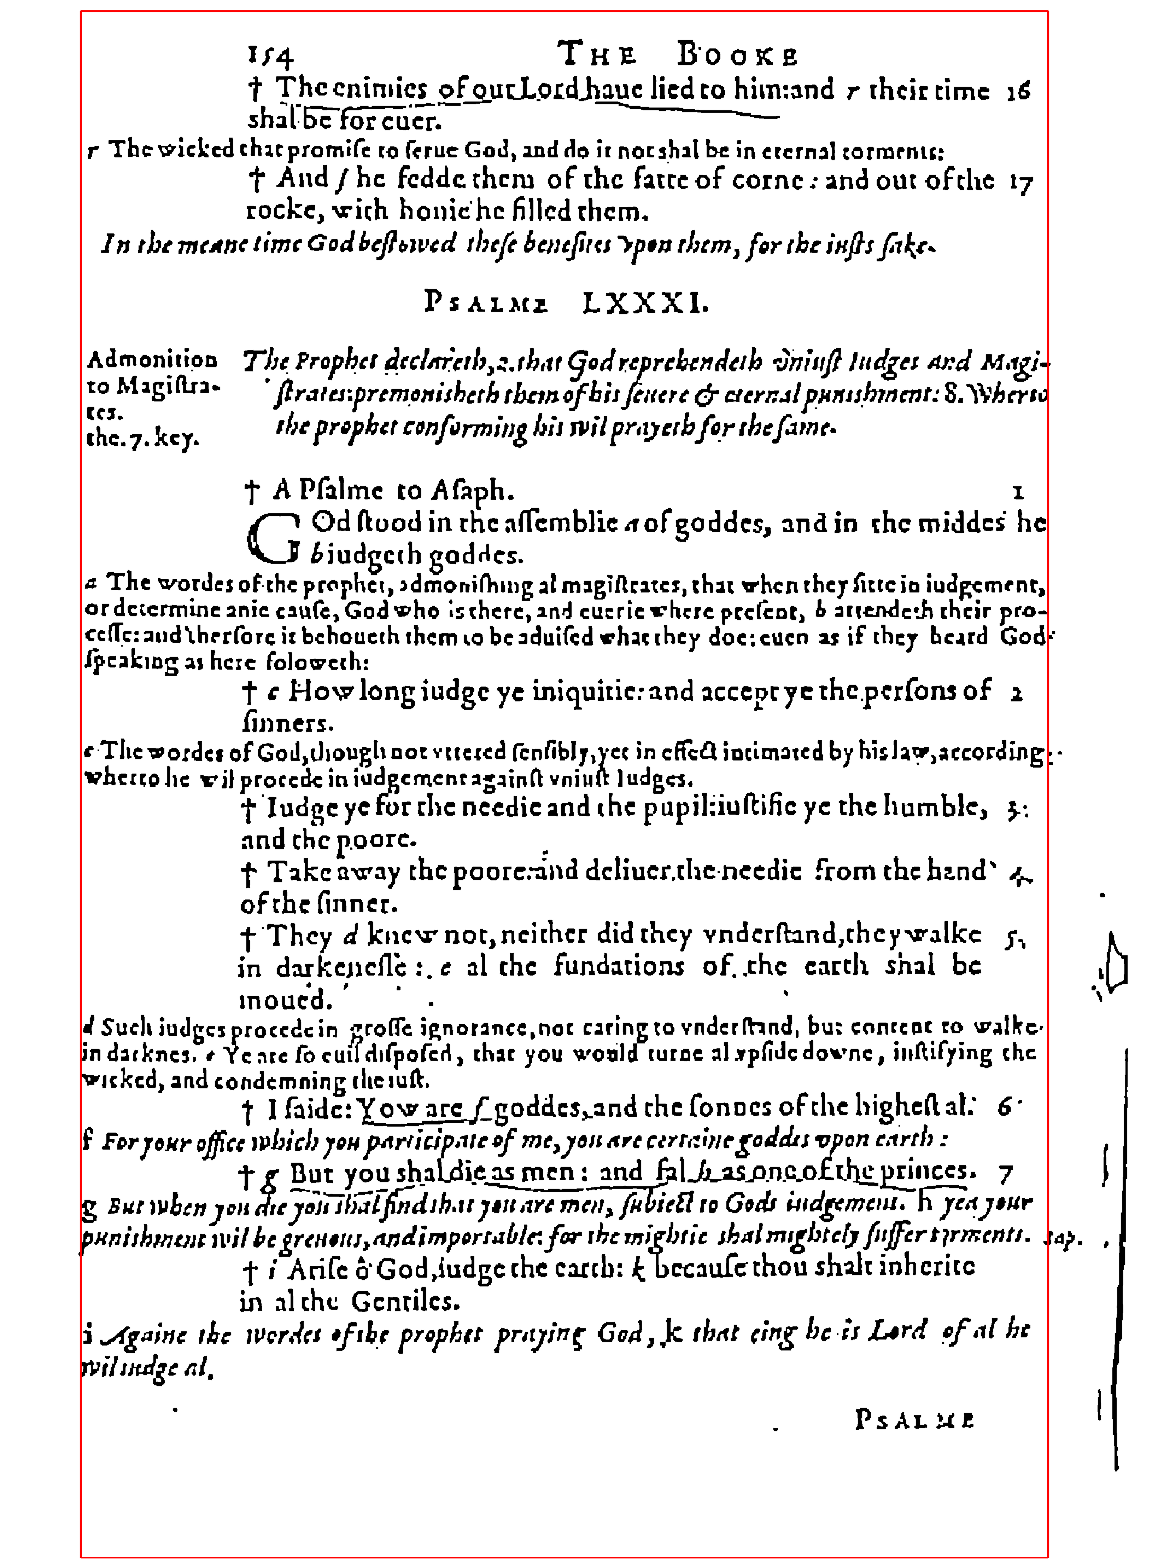 154 THE BOOKE
† The enimies of our Lord haue lied to him: and r their time 16
shal be for euer.
r The wicked that promiſe to ſerue God, and do it not shal be in eternal torments:
† And ſ he fedde them of the fatte of corne: and out of the 17
rocke, with honie he filled them.
In the meane time God beſtowed theſe benefites vpon them, for the iuſts ſake.
PSALME LXXXI.
Admonition
to Magiſtra-
tes.
the. 7. key.
The Prophet declareth, 2. that God reprehendeth vniuſt Iudges and Magi-
ſtrates: premonisheth them of his ſeuere & eternal punishment: 8. Wherto
the prophet conforming his wil prayeth for the ſame.
† A Pſalme to Aſaph. 1
GOd ſtood in the aſſemblie a of goddes, and in the middes he
b iudgeth goddes.
a The wordes of the prophet, admoniſhing al magiſtrates, that when they ſitte in iudgement,
or determine anie cauſe, God who is there, and euerie where preſent, b attendeth their pro-
ceſſe: and therfore it behoueth them to be aduiſed what they doe: euen as if they heard God
ſpeaking as here foloweth:
† c How long iudge ye iniquitie: and accept ye the perſons of 2
ſinners.
c The wordes of God, though not vttered ſenſibly, yet in effect intimated by his law, according
wherto he wil procede in iudgement againſt vniuſt Iudges.
† Iudge ye for the needie and the pupil: iuſtifie ye the humble, 3.
and the poore.
† Take away the poore: and deliuer the needie from the hand 4.
of the ſinner.
† They d knew not, neither did they vnderſtand, they walke 5.
in darkeneſſe: e al the fundations of the earth shal be
moued.
d Such iudges procede in groſſe ignorance, not caring to vnderſtand, but content to walke
in darknes. e Ye are ſo euil diſpoſed, that you would turne al vpſide downe, iuſtifying the
wicked, and condemning the iuſt.
† I ſaide: Yow are f goddes, and the ſonnes of the higheſt al. 6
f For your office which you participate of me, you are certaine goddes vpon earth:
† g But you shal die as men: and fal h as one of the princes. 7
g But when you die you shal find that you are men, ſubiect to Gods iudgement. h yea your
punishment wil be greuous, and importable: for the mightie shal mightely ſuffer torments. sap.
† i Ariſe ô God, iudge the earth: k becauſe thou shalt inherite
in al the Gentiles.
i Againe the wordes of the prophet praying God, k that eing he is Lord of al he
wil iudge al.
PSALME